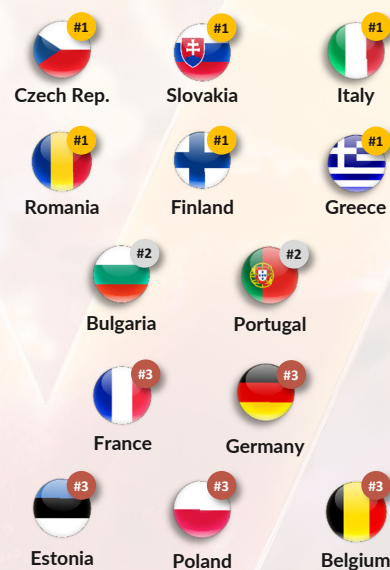 #1 #1 #1
Czech Rep. Slovakia Italy
#1 #1 #1
Romania Finland Greece
#2 #2
Bulgaria Portugal
#3 #3
France Germany
#3 #3 #3
Estonia Poland Belgium